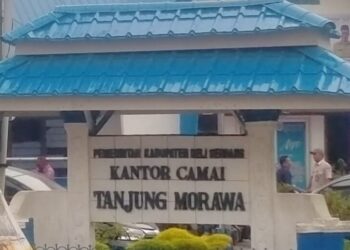 PEMERINTAH KABUPATEN DELI SERDANG
KANTOR CAMAT
TANJUNG MORAWA